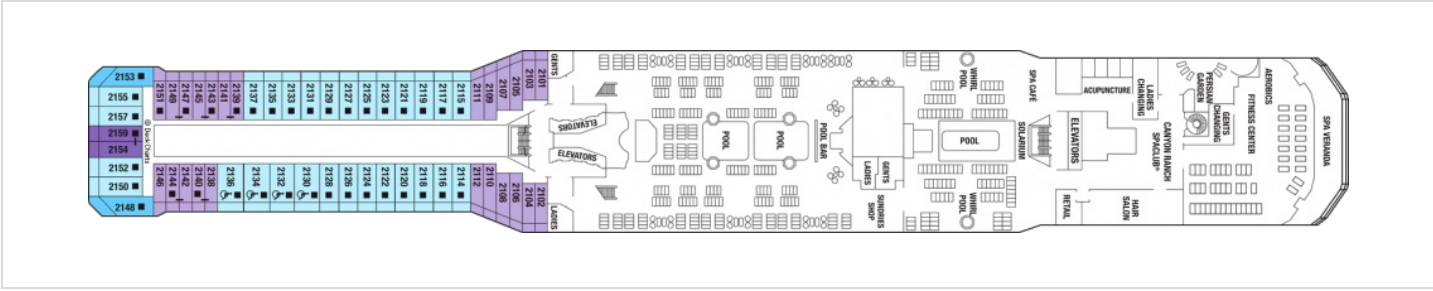 2153
2155
2157
2159
2154
2152
2150
2148
© Deck Charts
2151
2149
2147
2145
2143
2141
2139
2137
2135
2133
2131
2129
2127
2125
2123
2121
2119
2117
2115
2111
2109
2107
2105
2103
2101
2146
2144
2142
2140
2138
2136
2134
2132
2130
2128
2126
2124
2122
2120
2118
2116
2114
2112
2110
2108
2106
2104
2102
GENTS
LADIES
ELEVATORS
ELEVATORS
POOL
POOL
POOL BAR
GENTS
LADIES
SUNDRIES
SHOP
WHIRL
POOL
POOL
WHIRL
POOL
SPA CAFÉ
SOLARIUM
ELEVATORS
ACUPUNCTURE
LADIES
CHANGING
CANYON RANCH
SPACLUB®
RETAIL
HAIR
SALON
PERSIAN
GARDEN
GENTS
CHANGING
AEROBICS
FITNESS CENTER
SPA VERANDA